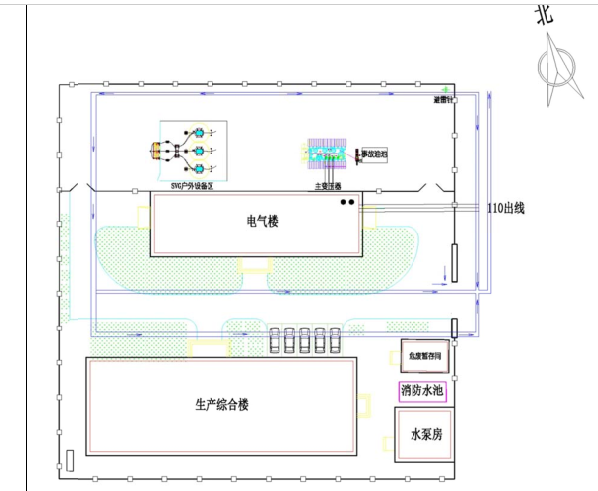 北
避雷针
事故油池
SVG户外设备区
主变压器
电气楼
110出线
危废暂存间
消防水池
生产综合楼
水泵房